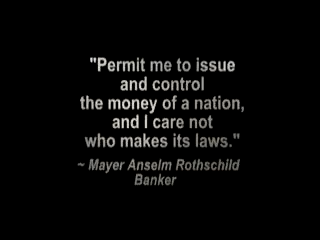 "Permit me to issue
and control
the money of a nation,
and I care not
who makes its laws."
~ Mayer Anselm Rothschild
Banker